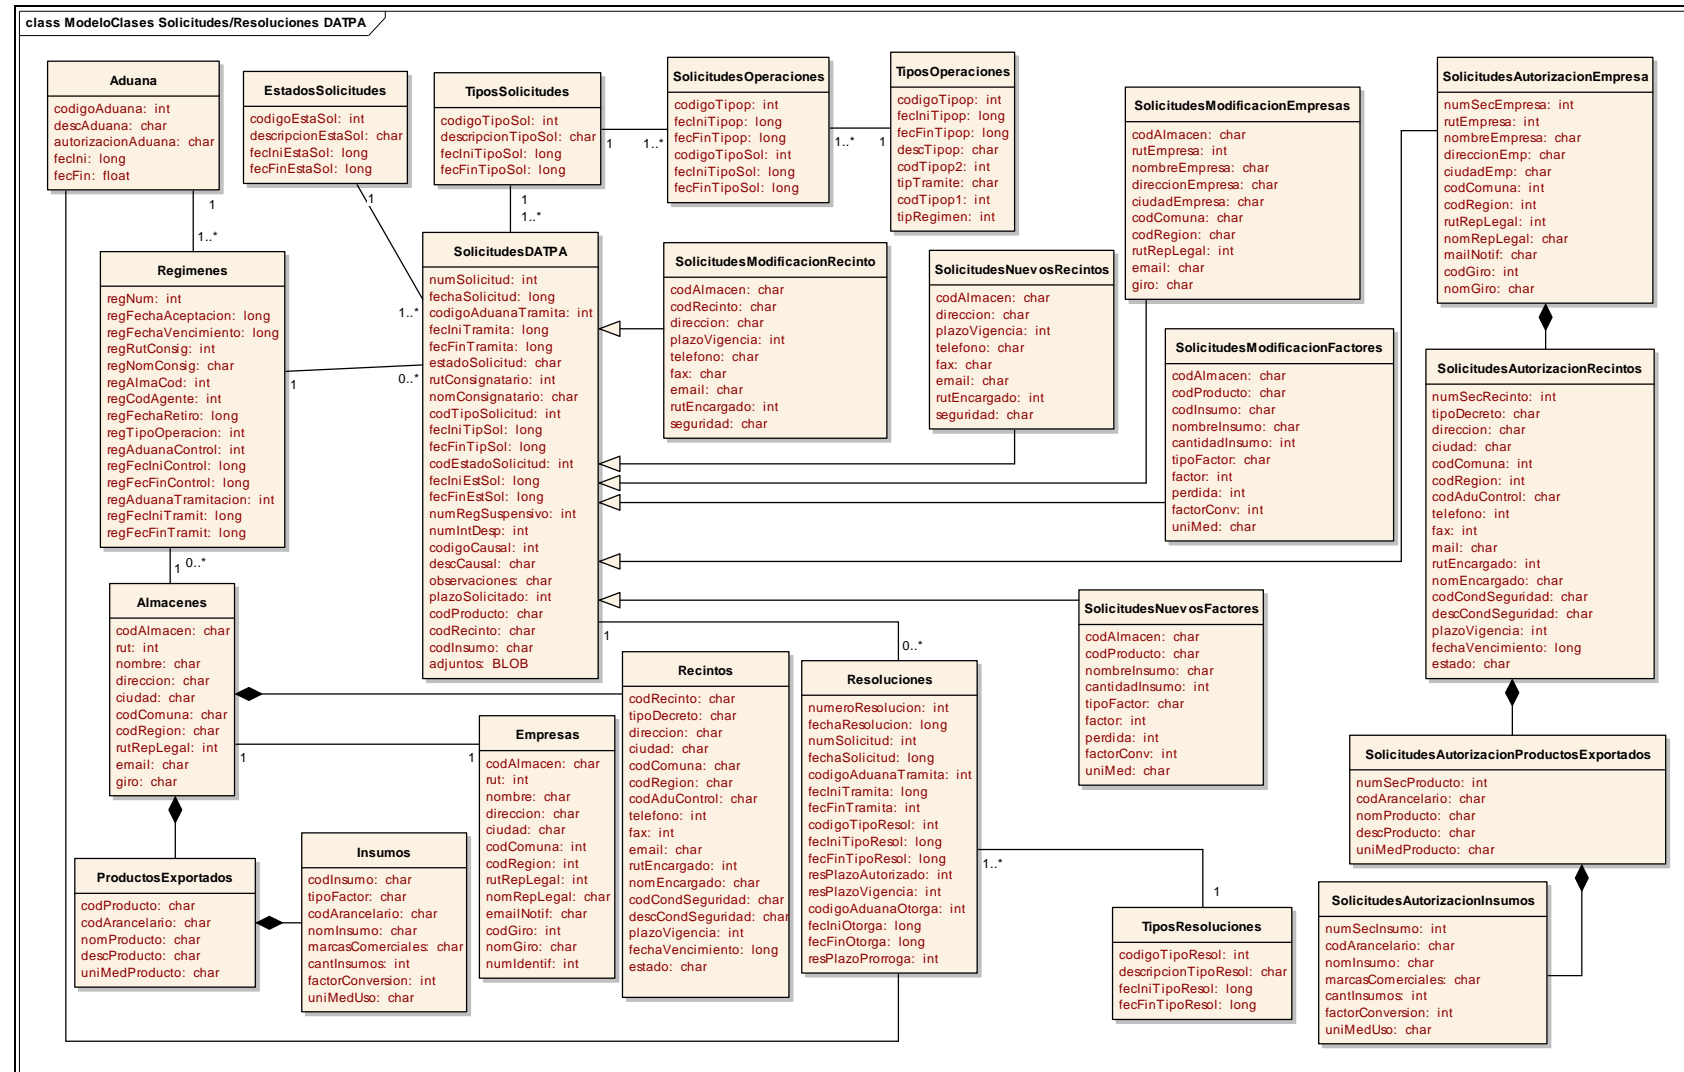 class ModeloClases Solicitudes/Resoluciones DATPA
Aduana
codigoAduana: int
descAduana: char
autorizacionAduana: char
fecIni: long
fecFin: float
EstadosSolicitudes
codigoEstaSol: int
descripcionEstaSol: char
fecIniEstaSol: long
fecFinEstaSol: long
TiposSolicitudes
codigoTipoSol: int
descripcionTipoSol: char
fecIniTipoSol: long
fecFinTipoSol: long
SolicitudesOperaciones
codigoTipop: int
fecIniTipop: long
fecFinTipop: long
codigoTipoSol: int
fecIniTipoSol: long
fecFinTipoSol: long
TiposOperaciones
codigoTipop: int
fecIniTipop: long
fecFinTipop: long
descTipop: char
codTipop2: int
tipTramite: char
codTipop1: int
tipRegimen: int
SolicitudesModificacionEmpresas
codAlmacen: char
rutEmpresa: int
nombreEmpresa: char
direccionEmpresa: char
ciudadEmpresa: char
codComuna: char
codRegion: char
rutRepLegal: int
email: char
giro: char
SolicitudesAutorizacionEmpresa
numSecEmpresa: int
rutEmpresa: int
nombreEmpresa: char
direccionEmp: char
ciudadEmp: char
codComuna: int
codRegion: int
rutRepLegal: int
nomRepLegal: char
mailNotif: char
codGiro: int
nomGiro: char
1
1..*
1..*
1
1
1..*
1
1..*
1
1..*
Regimenes
regNum: int
regFechaAceptacion: long
regFechaVencimiento: long
regRutConsig: int
regNomConsig: char
regAlmaCod: int
regCodAgente: int
regFechaRetiro: long
regTipoOperacion: int
regAduanaControl: int
regFecIniControl: long
regFecFinControl: long
regAduanaTramitacion: int
regFecIniTramit: long
regFecFinTramit: long
1
0..*
SolicitudesDATPA
numSolicitud: int
fechaSolicitud: long
codigoAduanaTramita: int
fecIniTramita: long
fecFinTramita: long
estadoSolicitud: char
rutConsignatario: int
nomConsignatario: char
codTipoSolicitud: int
fecIniTipSol: long
fecFinTipSol: long
codEstadoSolicitud: int
fecIniEstSol: long
fecFinEstSol: long
numRegSuspensivo: int
numIntDesp: int
codigoCausal: int
descCausal: char
observaciones: char
plazoSolicitado: int
codProducto: char
codRecinto: char
codInsumo: char
adjuntos: BLOB
SolicitudesModificacionRecinto
codAlmacen: char
codRecinto: char
direccion: char
plazoVigencia: int
telefono: char
fax: char
email: char
rutEncargado: int
seguridad: char
SolicitudesNuevosRecintos
codAlmacen: char
direccion: char
plazoVigencia: int
telefono: char
fax: char
email: char
rutEncargado: int
seguridad: char
SolicitudesModificacionFactores
codAlmacen: char
codProducto: char
codInsumo: char
nombreInsumo: char
cantidadInsumo: int
tipoFactor: char
factor: int
perdida: int
factorConv: int
uniMed: char
SolicitudesAutorizacionRecintos
numSecRecinto: int
tipoDecreto: char
direccion: char
ciudad: char
codComuna: int
codRegion: int
codAduControl: char
telefono: int
fax: int
mail: char
rutEncargado: int
nomEncargado: char
codCondSeguridad: char
descCondSeguridad: char
plazoVigencia: int
fechaVencimiento: long
estado: char
1
0..*
Almacenes
codAlmacen: char
rut: int
nombre: char
direccion: char
ciudad: char
codComuna: char
codRegion: char
rutRepLegal: int
email: char
giro: char
1
1
1
0..*
SolicitudesNuevosFactores
codAlmacen: char
codProducto: char
nombreInsumo: char
cantidadInsumo: int
tipoFactor: char
factor: int
perdida: int
factorConv: int
uniMed: char
Recintos
codRecinto: char
tipoDecreto: char
direccion: char
ciudad: char
codComuna: char
codRegion: char
codAduControl: char
telefono: int
fax: int
email: char
rutEncargado: int
nomEncargado: char
codCondSeguridad: char
descCondSeguridad: char
plazoVigencia: int
fechaVencimiento: long
estado: char
Resoluciones
numeroResolucion: int
fechaResolucion: long
numSolicitud: int
fechaSolicitud: long
codigoAduanaTramita: int
fecIniTramita: long
fecFinTramita: int
codigoTipoResol: int
fecIniTipoResol: long
fecFinTipoResol: long
resPlazoAutorizado: int
resPlazoVigencia: int
codigoAduanaOtorga: int
fecIniOtorga: long
fecFinOtorga: long
resPlazoProrroga: int
Empresas
codAlmacen: char
rut: int
nombre: char
direccion: char
ciudad: char
codComuna: int
codRegion: int
rutRepLegal: int
nomRepLegal: char
emailNotif: char
codGiro: int
nomGiro: char
numIdentif: int
SolicitudesAutorizacionProductosExportados
numSecProducto: int
codArancelario: char
nomProducto: char
descProducto: char
uniMedProducto: char
ProductosExportados
codProducto: char
codArancelario: char
nomProducto: char
descProducto: char
uniMedProducto: char
Insumos
codInsumo: char
tipoFactor: char
codArancelario: char
nomInsumo: char
marcasComerciales: char
cantInsumos: int
factorConversion: int
uniMedUso: char
1..*
1
TiposResoluciones
codigoTipoResol: int
descripcionTipoResol: char
fecIniTipoResol: long
fecFinTipoResol: long
SolicitudesAutorizacionInsumos
numSecInsumo: int
codArancelario: char
nomInsumo: char
marcasComerciales: char
cantInsumos: int
factorConversion: int
uniMedUso: char